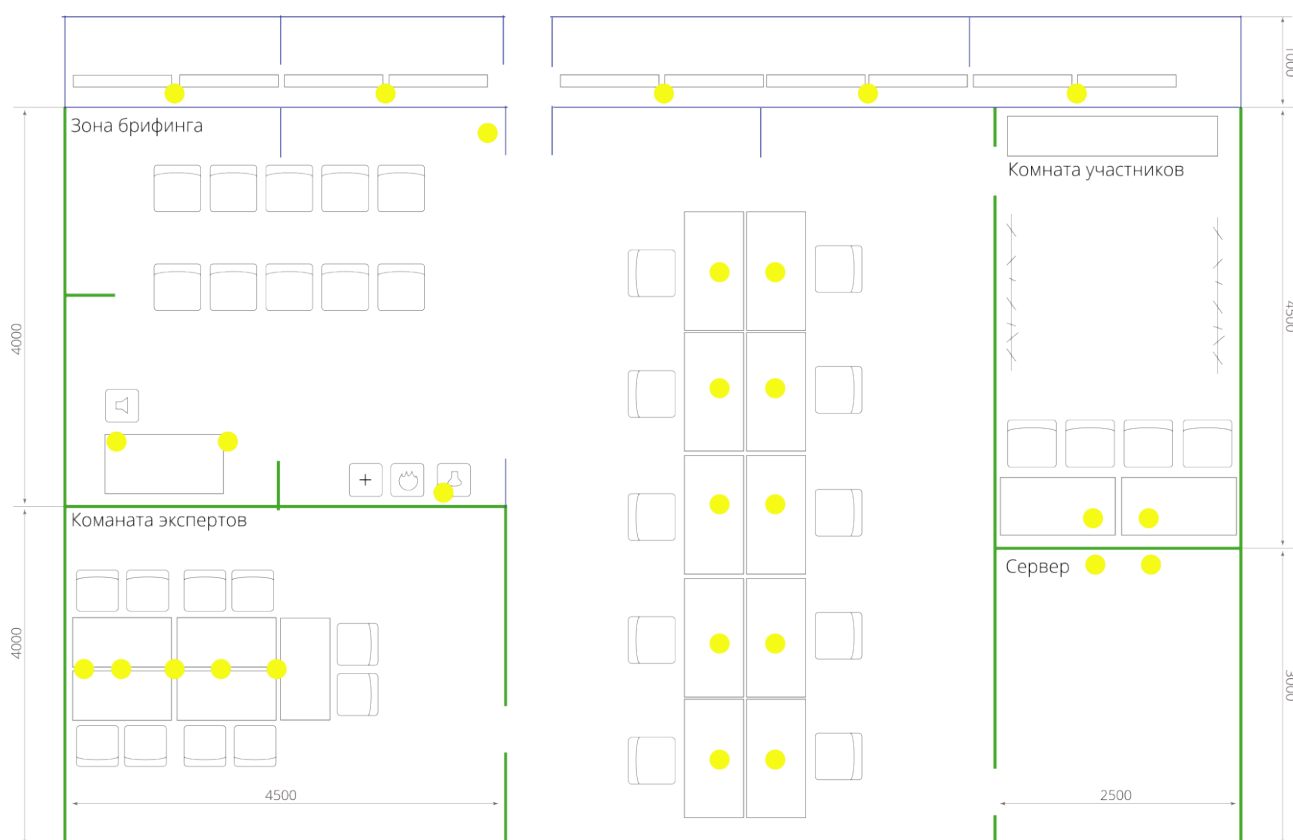 1000
Зона брифинга
Комната участников
4000
4500
+
Команата экспертов
Сервер
4000
3000
4500
2500